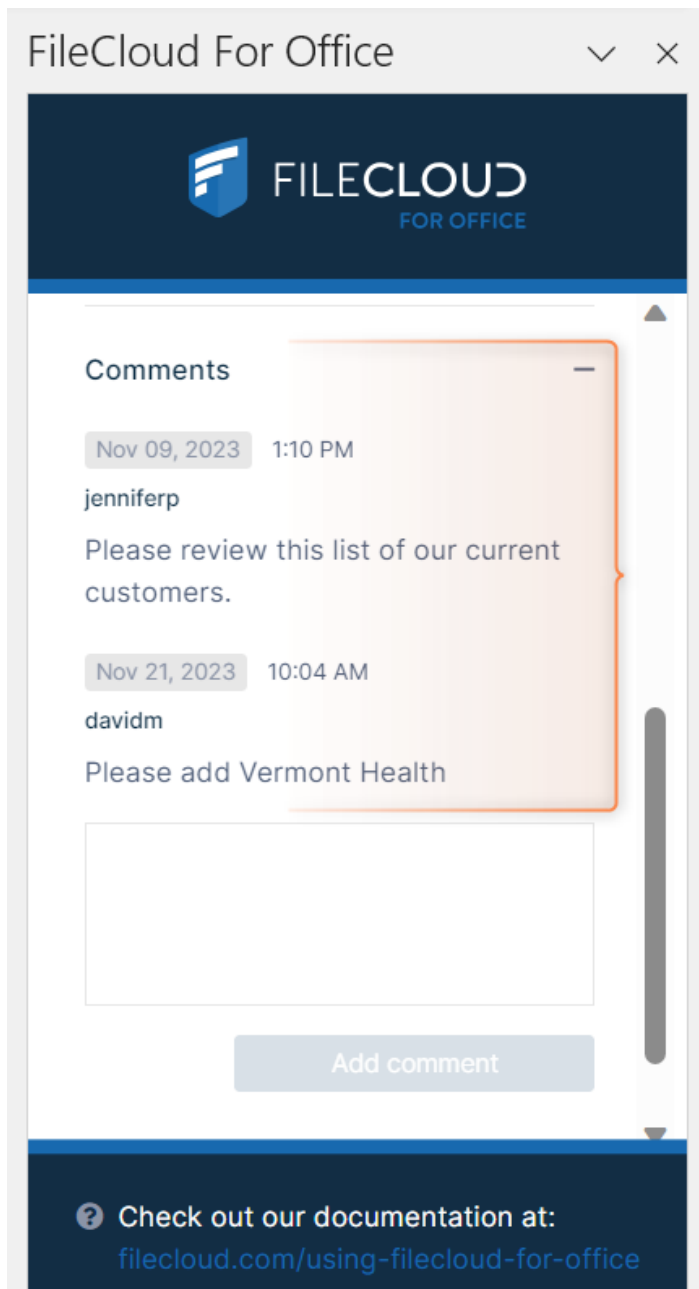 FileCloud For Office
FILECLOUD
FOR OFFICE
Comments
Nov 09, 2023 1:10 PM
jenniferp
Please review this list of our current
customers.
Nov 21, 2023 10:04 AM
davidm
Please add Vermont Health
Add comment
Check out our documentation at:
filecloud.com/using-filecloud-for-office